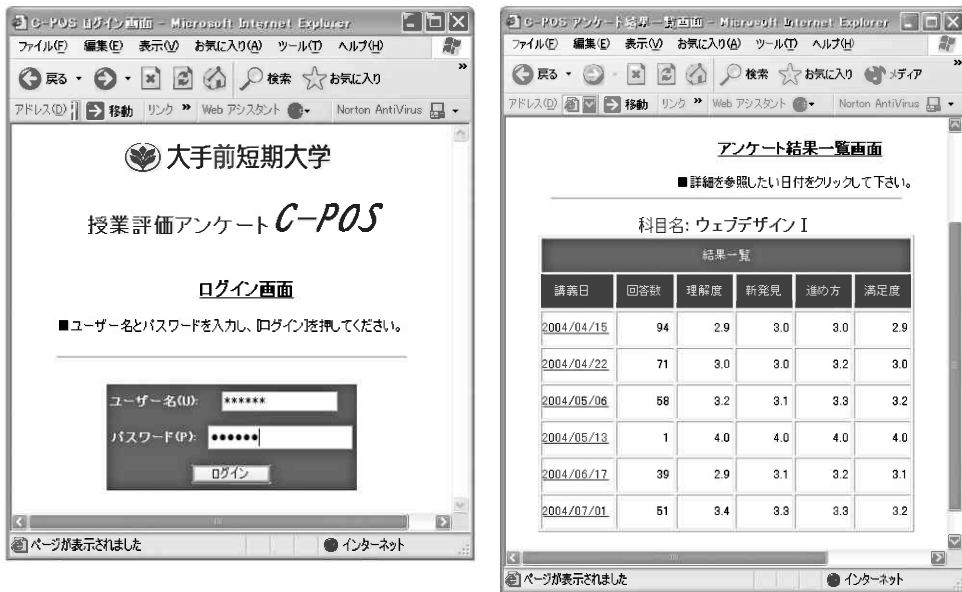 C-POS ログイン画面 - Microsoft Internet Explorer
ファイル(F) 編集(E) 表示(V) お気に入り(A) ツール(T) ヘルプ(H)
戻る 検索 お気に入り
アドレス(D) 移動 リンク » Web アシスタント Norton AntiVirus
大手前短期大学
授業評価アンケート C-POS
ログイン画面
■ユーザー名とパスワードを入力し、[ログイン]を押してください。
ユーザー名(U): ******
パスワード(P): ●●●●●●
ログイン
ページが表示されました インターネット
C-POS アンケート結果一覧画面 - Microsoft Internet Explorer
ファイル(F) 編集(E) 表示(V) お気に入り(A) ツール(T) ヘルプ(H)
戻る 検索 お気に入り メディア
アドレス(D) 移動 リンク » Web アシスタント Norton AntiVirus
アンケート結果一覧画面
■詳細を参照したい日付をクリックして下さい。
科目名: ウェブデザイン I
結果一覧
講義日 回答数 理解度 新発見 進め方 満足度
2004/04/15 94 2.9 3.0 3.0 2.9
2004/04/22 71 3.0 3.0 3.2 3.0
2004/05/06 58 3.2 3.1 3.3 3.2
2004/05/13 1 4.0 4.0 4.0 4.0
2004/06/17 39 2.9 3.1 3.2 3.1
2004/07/01 51 3.4 3.3 3.3 3.2
ページが表示されました インターネット